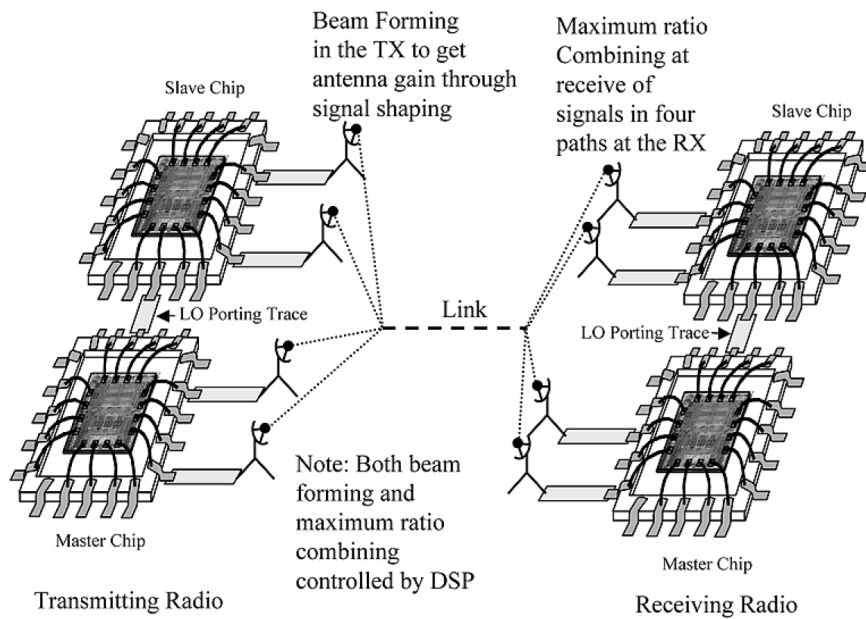 Beam Forming
in the TX to get
antenna gain through
signal shaping
Maximum ratio
Combining at
receive of
signals in four
paths at the RX
Slave Chip
Slave Chip
LO Porting Trace
Link
LO Porting Trace
Note: Both beam
forming and
maximum ratio
combining
controlled by DSP
Master Chip
Master Chip
Transmitting Radio
Receiving Radio